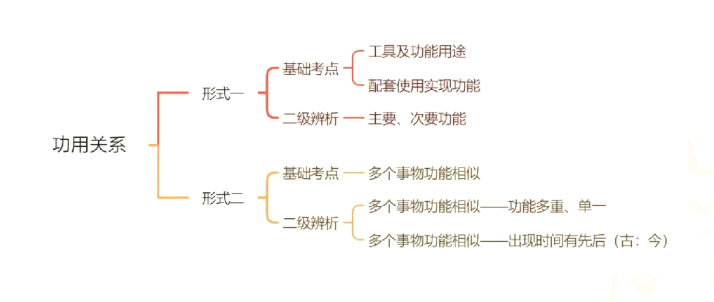 功用关系
形式一
基础考点
工具及功能用途
配套使用实现功能
二级辨析
主要、次要功能
形式二
基础考点
多个事物功能相似
二级辨析
多个事物功能相似——功能多重、单一
多个事物功能相似——出现时间有先后（古：今）